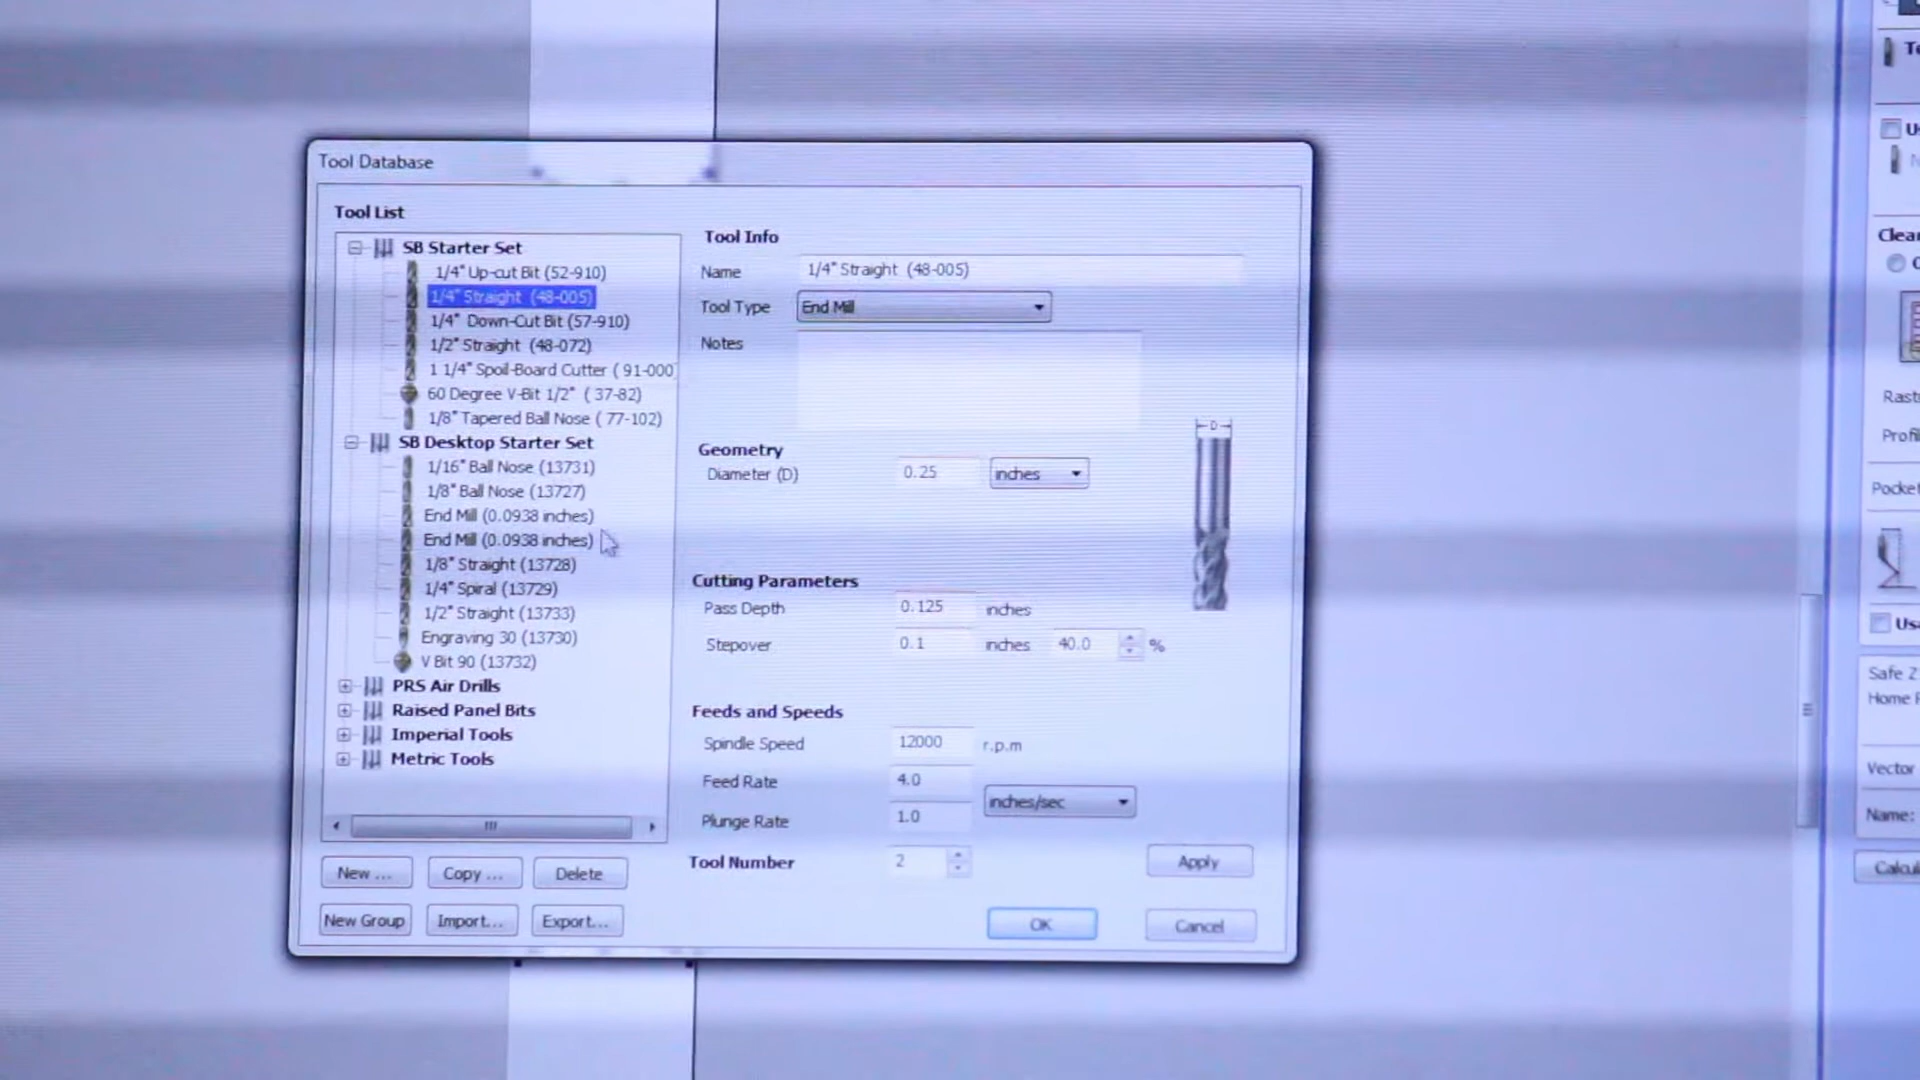 Tool Database
Tool List
SB Starter Set
1/4" Up-cut Bit (52-910)
1/4" Straight (48-005)
1/4" Down-Cut Bit (57-910)
1/2" Straight (48-072)
1 1/4" Spoil-Board Cutter ( 91-000
60 Degree V-Bit 1/2" ( 37-82)
1/8" Tapered Ball Nose ( 77-102)
SB Desktop Starter Set
1/16" Ball Nose (13731)
1/8" Ball Nose (13727)
End Mill (0.0938 inches)
End Mill (0.0938 inches)
1/8" Straight (13728)
1/4" Spiral (13729)
1/2" Straight (13733)
Engraving 30 (13730)
V Bit 90 (13732)
PRS Air Drills
Raised Panel Bits
Imperial Tools
Metric Tools
New ... Copy ... Delete
New Group Import... Export...
Tool Info
Name 1/4" Straight (48-005)
Tool Type End Mill
Notes
Geometry
Diameter (D) 0.25 inches
D
Cutting Parameters
Pass Depth 0.125 inches
Stepover 0.1 inches 40.0 %
Feeds and Speeds
Spindle Speed 12000 r.p.m
Feed Rate 4.0 inches/sec
Plunge Rate 1.0
Tool Number 2
Apply
OK Cancel
Clear
Profil
Pocket
Safe Z
Home P
Vector
Name: